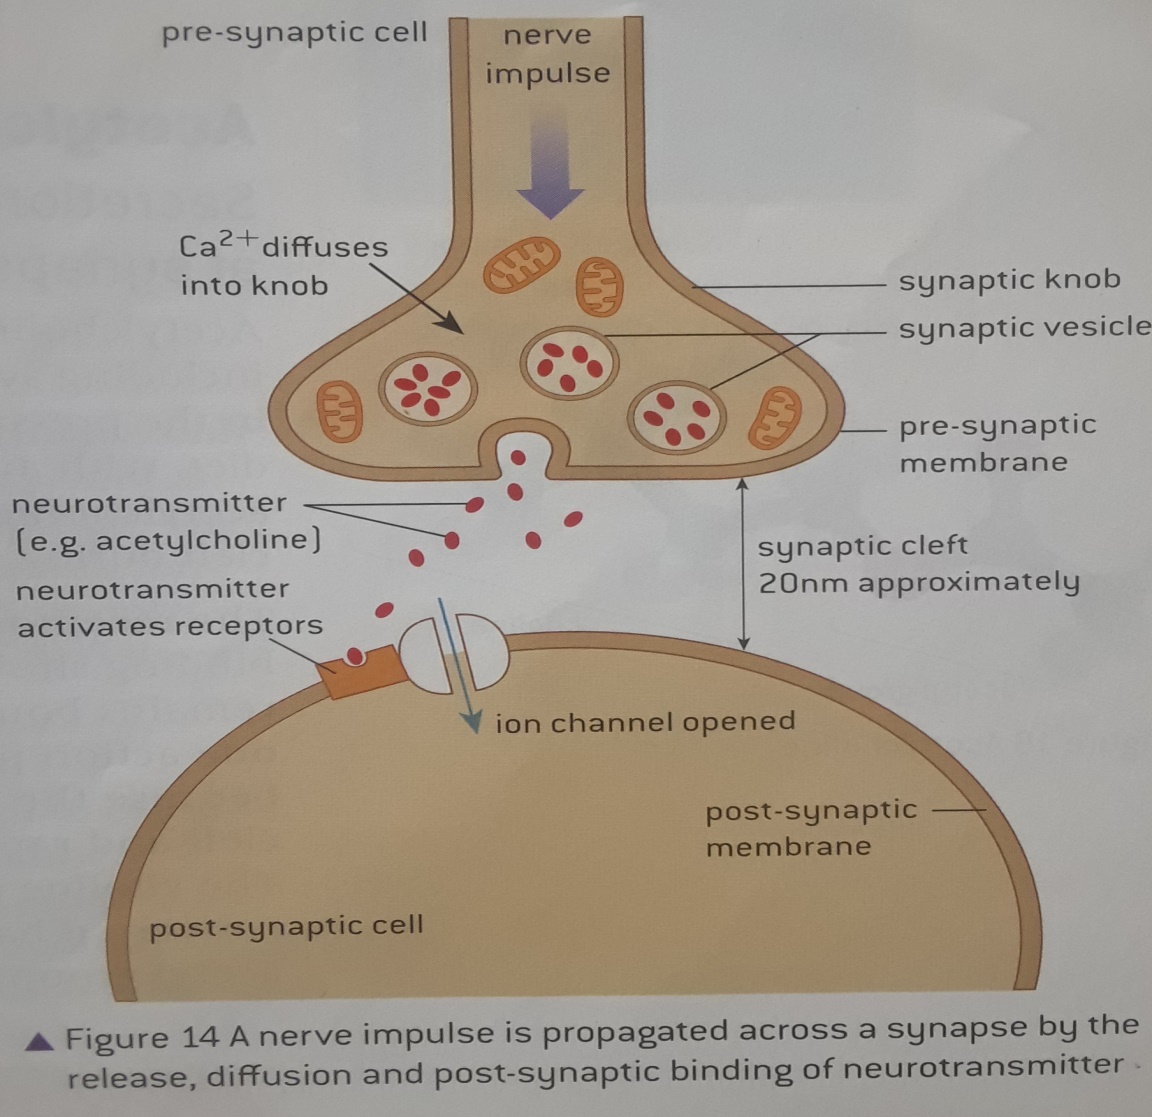 pre-synaptic cell
nerve
impulse
Ca2+ diffuses
into knob
synaptic knob
synaptic vesicle
pre-synaptic
membrane
neurotransmitter
(e.g. acetylcholine)
synaptic cleft
20nm approximately
neurotransmitter
activates receptors
ion channel opened
post-synaptic
membrane
post-synaptic cell
▲ Figure 14 A nerve impulse is propagated across a synapse by the
release, diffusion and post-synaptic binding of neurotransmitter